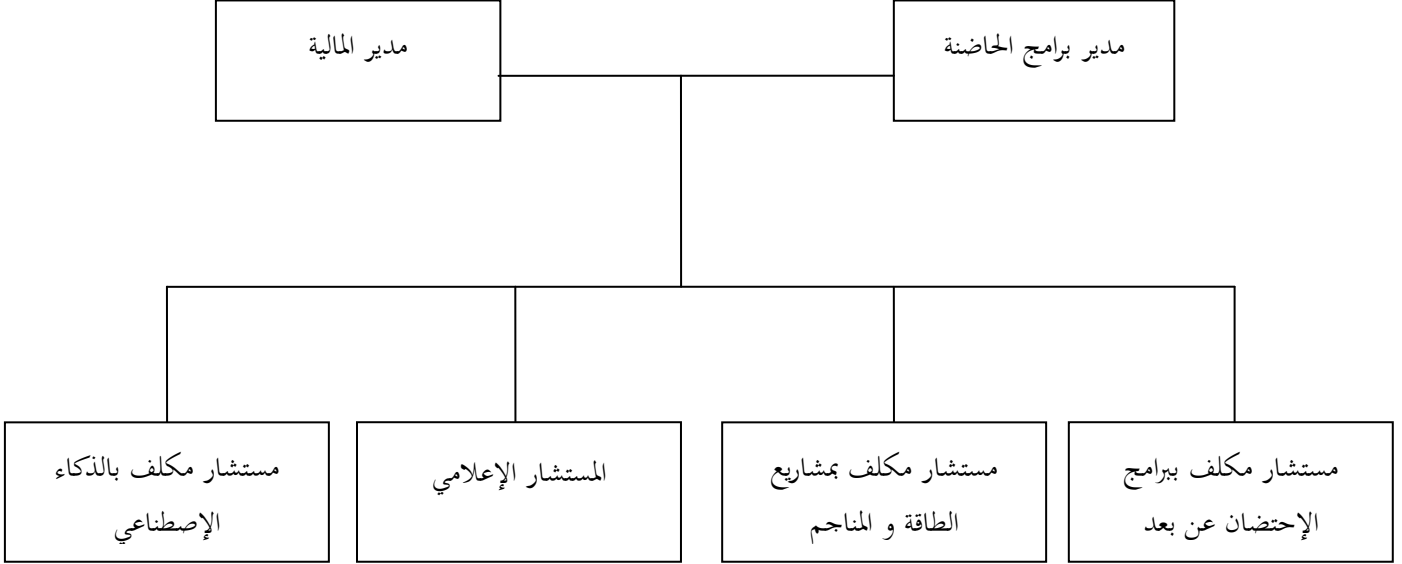 مدير برامج الحاضنة
مدير المالية
مستشار مكلف ببرامج
الإحتضان عن بعد
مستشار مكلف بمشاريع
الطاقة و المناجم
المستشار الإعلامي
مستشار مكلف بالذكاء
الإصطناعي